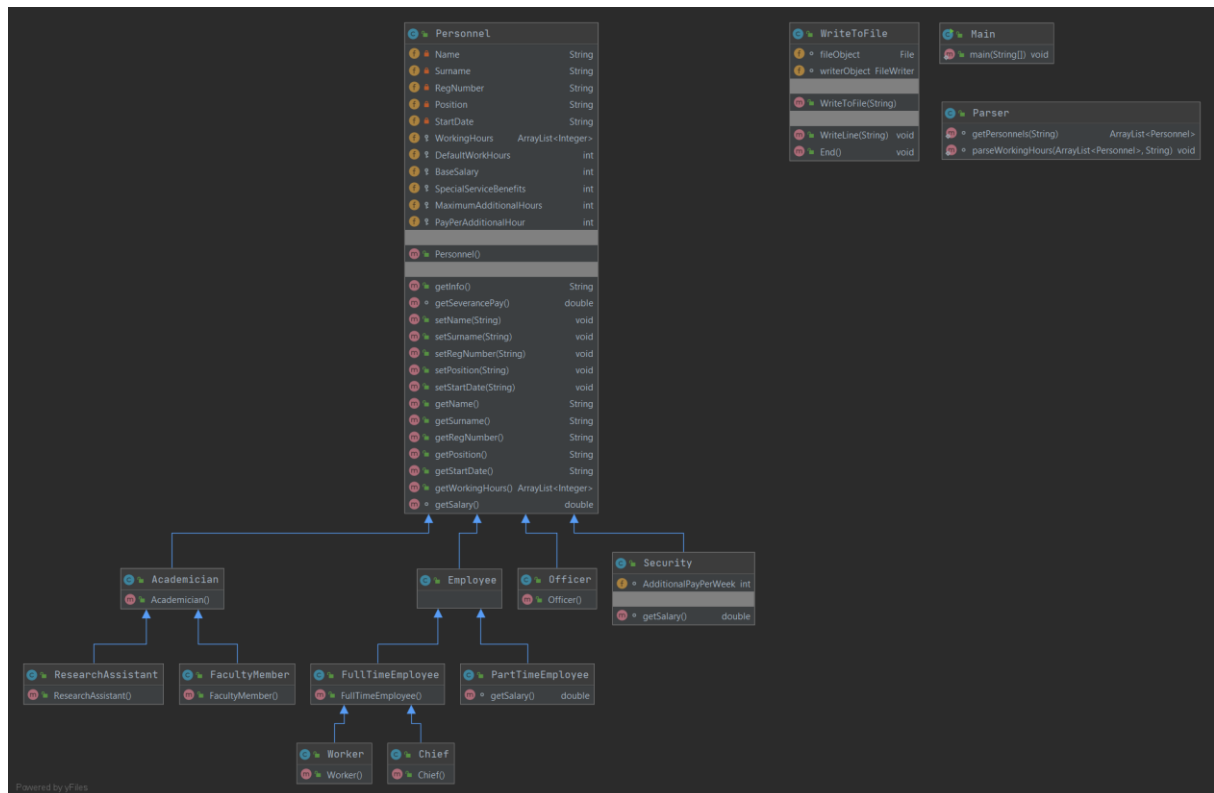 Personnel
Name String
Surname String
RegNumber String
Position String
StartDate String
WorkingHours ArrayList<Integer>
DefaultWorkHours int
BaseSalary int
SpecialServiceBenefits int
MaximumAdditionalHours int
PayPerAdditionalHour int
Personnel()
getInfo() String
getSeverancePay() double
setName(String) void
setSurname(String) void
setRegNumber(String) void
setPosition(String) void
setStartDate(String) void
getName() String
getSurname() String
getRegNumber() String
getPosition() String
getStartDate() String
getWorkingHours() ArrayList<Integer>
getSalary() double
WriteToFile
fileObject File
writerObject FileWriter
WriteToFile(String)
WriteLine(String) void
End() void
Main
main(String[]) void
Parser
getPersonnels(String) ArrayList<Personnel>
parseWorkingHours(ArrayList<Personnel>, String) void
Academician
Academician()
Employee
Officer
Officer()
Security
AdditionalPayPerWeek int
getSalary() double
ResearchAssistant
ResearchAssistant()
FacultyMember
FacultyMember()
FullTimeEmployee
FullTimeEmployee()
PartTimeEmployee
getSalary() double
Worker
Worker()
Chief
Chief()
Powered by yFiles